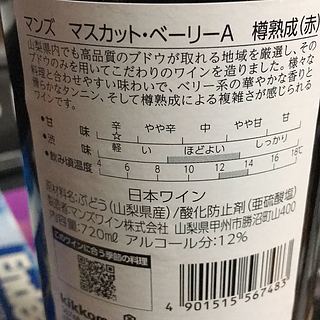 マンズ マスカット・ベーリーA 樽熟成(赤)
山梨県内でも高品質のブドウが取れる地域を厳選し、その
ブドウのみを用いてこだわりのワインを造りました。様々な
料理と合わせやすい味わいで、ベリー系の華やかな香りと
滑らかなタンニン、そして樽熟成による複雑さが感じられる
ワインです。
・甘味 辛 やや辛 中 やや甘 甘
・渋味 軽い ほどよい しっかり
・飲み頃温度 4 6 8 10 12 14 16 18℃
日本ワイン
原材料名:ぶどう(山梨県産)/酸化防止剤(亜硫酸塩)
製造者:マンズワイン株式会社 山梨県甲州市勝沼町山400
内容量:720ml アルコール分:12%
このワインに合う季節の料理
4 901515 567483
kikkoman